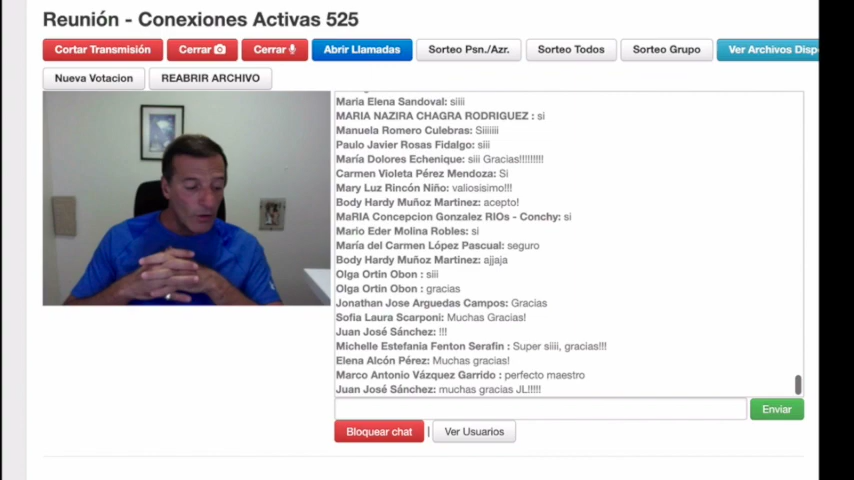 Reunión - Conexiones Activas 525
Cortar Transmisión Cerrar Cerrar Abrir Llamadas Sorteo Psn./Azr. Sorteo Todos Sorteo Grupo Ver Archivos Disp
Nueva Votacion REABRIR ARCHIVO
Maria Elena Sandoval: siiii
MARIA NAZIRA CHAGRA RODRIGUEZ : si
Manuela Romero Culebras: Siiiiiii
Paulo Javier Rosas Fidalgo: siii
María Dolores Echenique: siii Gracias!!!!!!!!!
Carmen Violeta Pérez Mendoza: Si
Mary Luz Rincón Niño: valiosisimo!!!
Body Hardy Muñoz Martinez: acepto!
MaRIA Concepcion Gonzalez RIOs - Conchy: si
Mario Eder Molina Robles: si
María del Carmen López Pascual: seguro
Body Hardy Muñoz Martinez: ajjaja
Olga Ortin Obon : siii
Olga Ortin Obon : gracias
Jonathan Jose Arguedas Campos: Gracias
Sofia Laura Scarponi: Muchas Gracias!
Juan José Sánchez: !!!
Michelle Estefania Fenton Serafin : Super siiii, gracias!!!
Elena Alcón Pérez: Muchas gracias!
Marco Antonio Vázquez Garrido : perfecto maestro
Juan José Sánchez: muchas gracias JL!!!!!
Enviar
Bloquear chat | Ver Usuarios